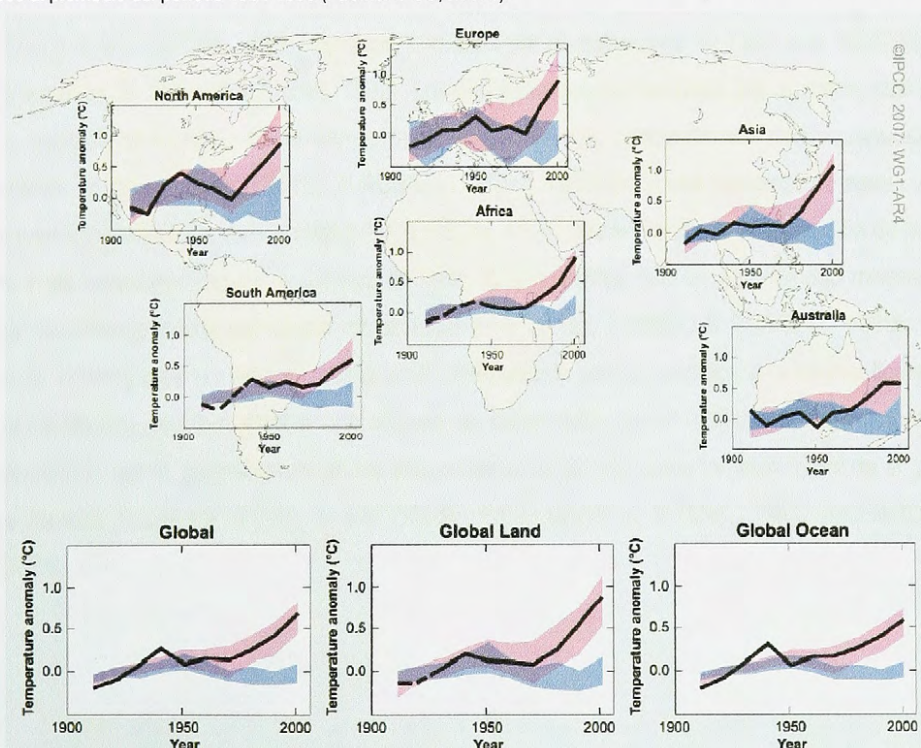 Europe
Temperature anomaly (°C)
1.0
0.5
0.0
1900
1950
2000
Year
North America
Temperature anomaly (°C)
1.0
0.5
0.0
1900
1950
2000
Year
Asia
Temperature anomaly (°C)
1.0
0.5
0.0
1900
1950
2000
Year
Africa
Temperature anomaly (°C)
1.0
0.5
0.0
1900
1950
2000
Year
South America
Temperature anomaly (°C)
1.0
0.5
0.0
1900
1950
2000
Year
Australia
Temperature anomaly (°C)
1.0
0.5
0.0
1900
1950
2000
Year
©IPCC 2007: WG1-AR4
Global
Temperature anomaly (°C)
1.0
0.5
0.0
1900
1950
2000
Year
Global Land
Temperature anomaly (°C)
1.0
0.5
0.0
1900
1950
2000
Year
Global Ocean
Temperature anomaly (°C)
1.0
0.5
0.0
1900
1950
2000
Year